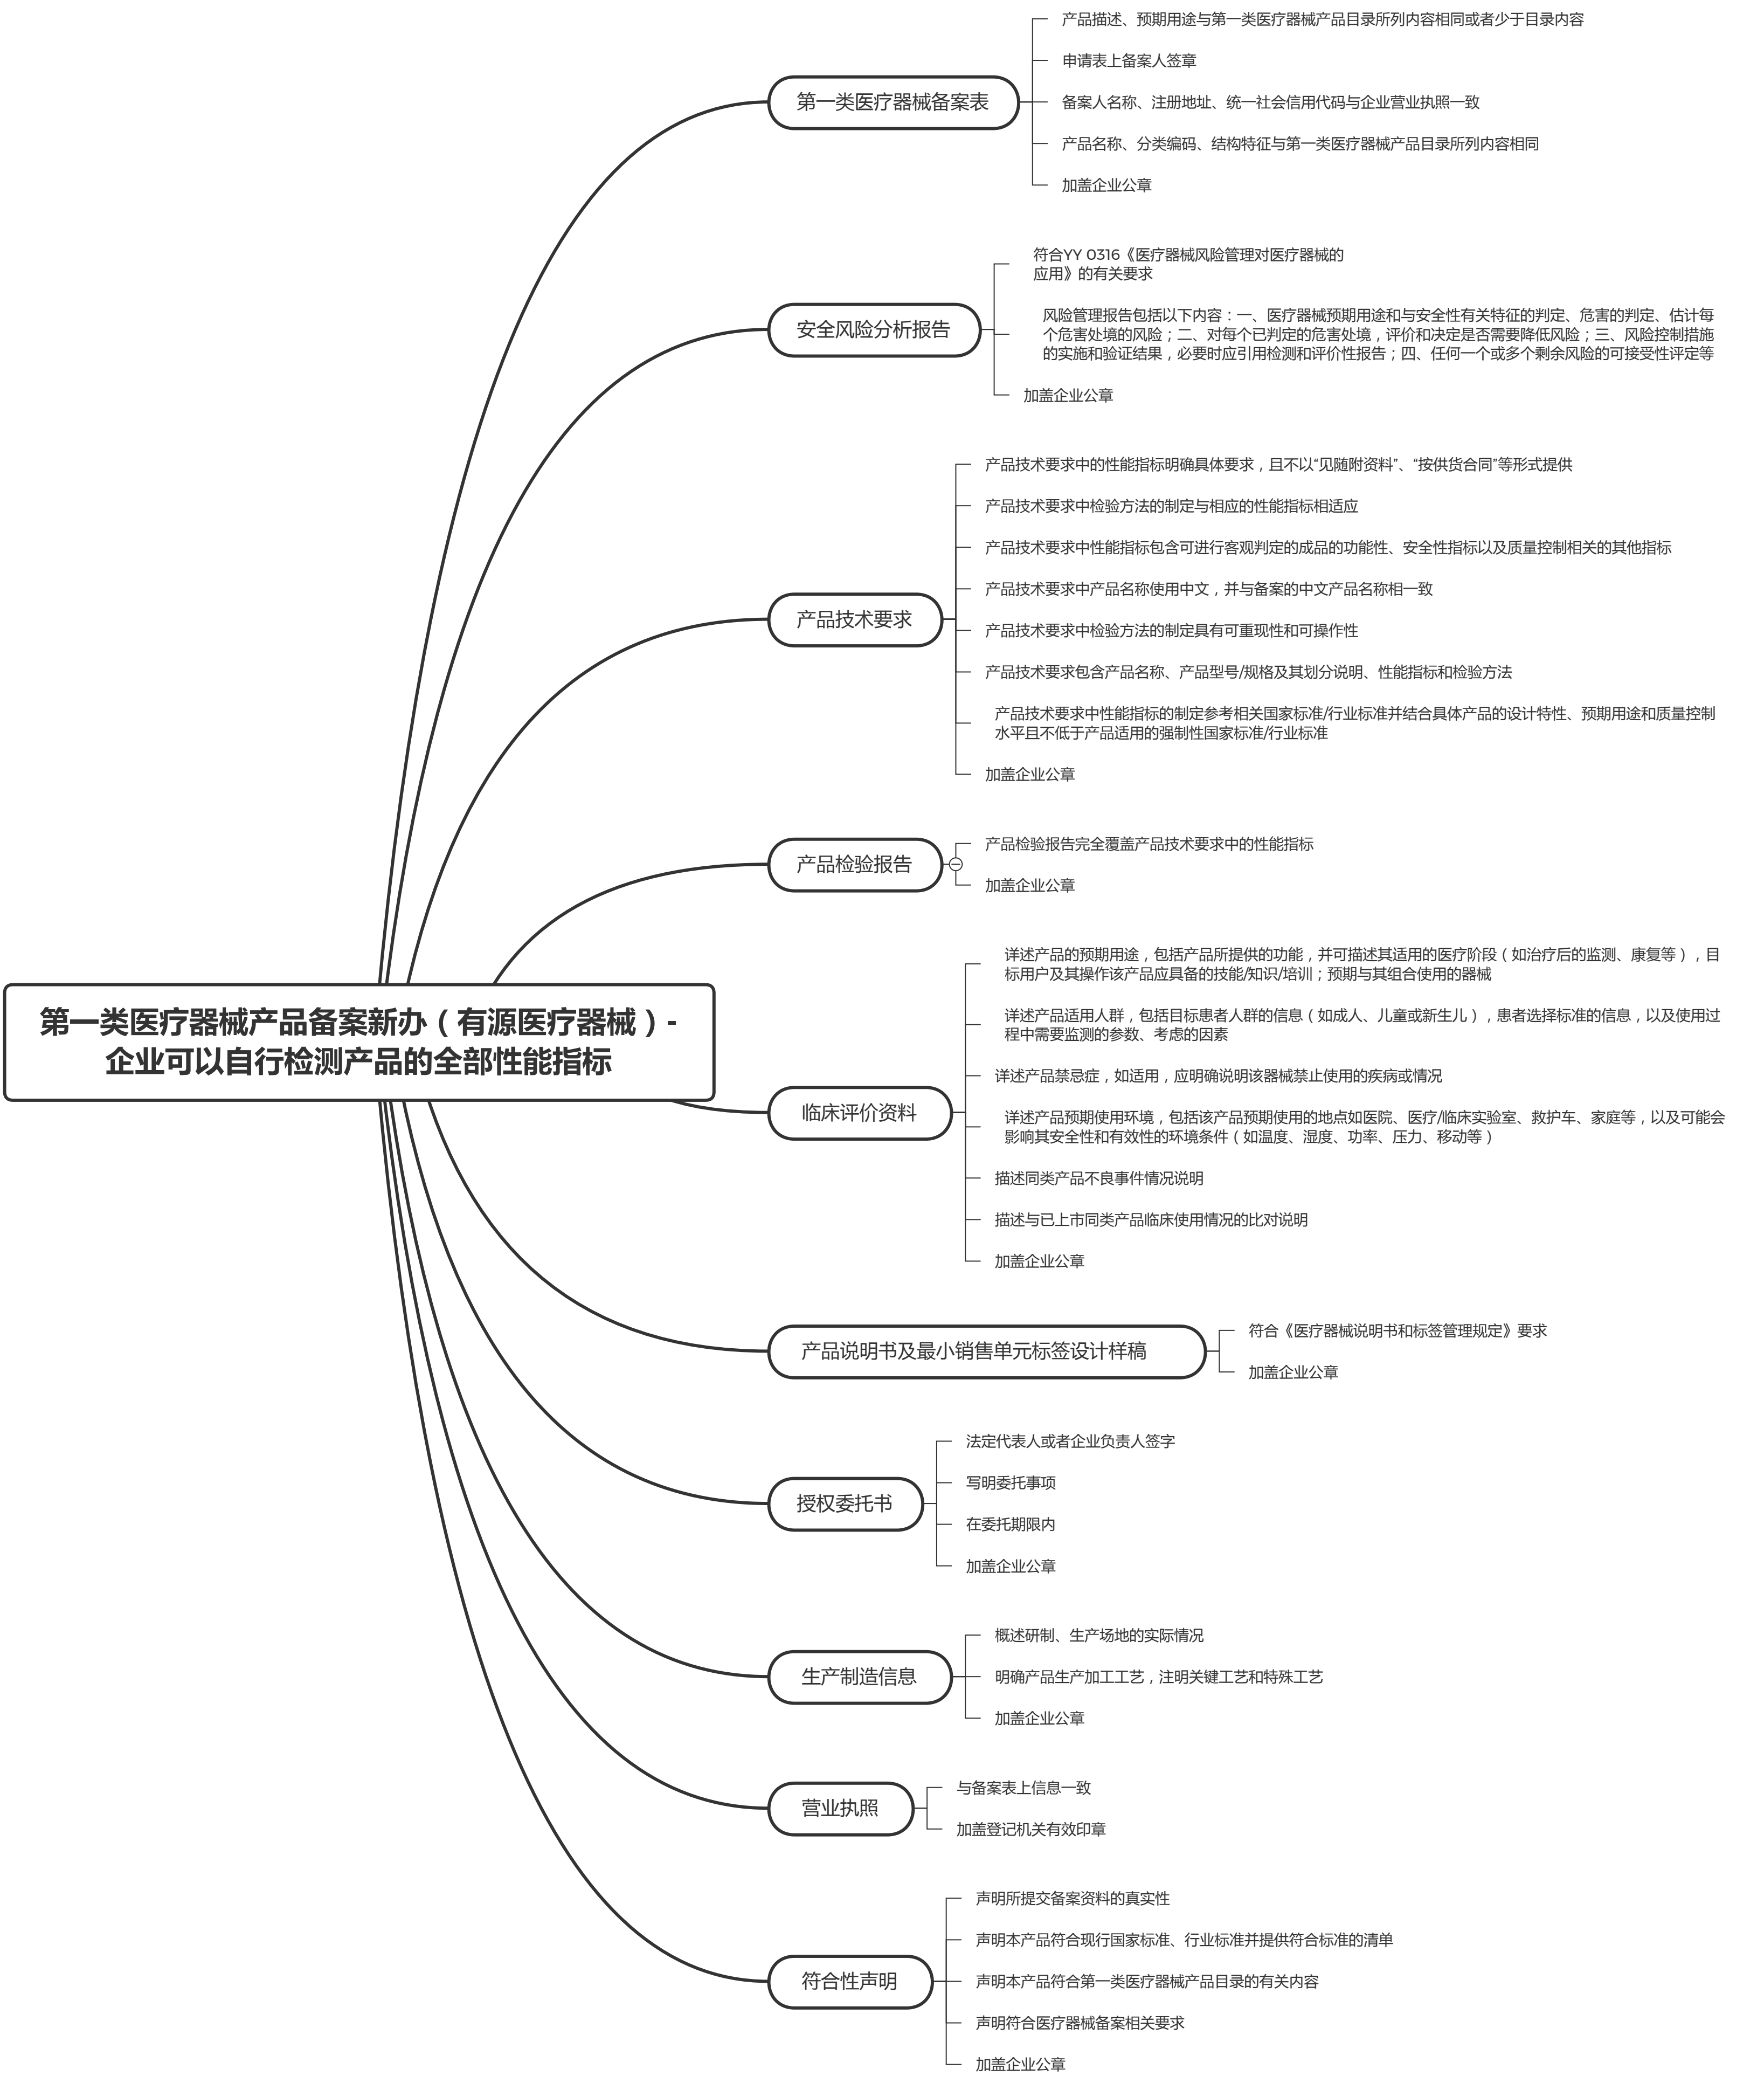 第一类医疗器械产品备案新办（有源医疗器械）-
企业可以自行检测产品的全部性能指标
第一类医疗器械备案表
产品描述、预期用途与第一类医疗器械产品目录所列内容相同或者少于目录内容
申请表上备案人签章
备案人名称、注册地址、统一社会信用代码与企业营业执照一致
产品名称、分类编码、结构特征与第一类医疗器械产品目录所列内容相同
加盖企业公章
安全风险分析报告
符合YY 0316《医疗器械风险管理对医疗器械的
应用》的有关要求
风险管理报告包括以下内容：一、医疗器械预期用途和与安全性有关特征的判定、危害的判定、估计每
个危害处境的风险；二、对每个已判定的危害处境，评价和决定是否需要降低风险；三、风险控制措施
的实施和验证结果，必要时应引用检测和评价性报告；四、任何一个或多个剩余风险的可接受性评定等
加盖企业公章
产品技术要求
产品技术要求中的性能指标明确具体要求，且不以“见随附资料”、“按供货合同”等形式提供
产品技术要求中检验方法的制定与相应的性能指标相适应
产品技术要求中性能指标包含可进行客观判定的成品的功能性、安全性指标以及质量控制相关的其他指标
产品技术要求中产品名称使用中文，并与备案的中文产品名称相一致
产品技术要求中检验方法的制定具有可重现性和可操作性
产品技术要求包含产品名称、产品型号/规格及其划分说明、性能指标和检验方法
产品技术要求中性能指标的制定参考相关国家标准/行业标准并结合具体产品的设计特性、预期用途和质量控制
水平且不低于产品适用的强制性国家标准/行业标准
加盖企业公章
产品检验报告
产品检验报告完全覆盖产品技术要求中的性能指标
加盖企业公章
临床评价资料
详述产品的预期用途，包括产品所提供的功能，并可描述其适用的医疗阶段（如治疗后的监测、康复等），目
标用户及其操作该产品应具备的技能/知识/培训；预期与其组合使用的器械
详述产品适用人群，包括目标患者人群的信息（如成人、儿童或新生儿），患者选择标准的信息，以及使用过
程中需要监测的参数、考虑的因素
详述产品禁忌症，如适用，应明确说明该器械禁止使用的疾病或情况
详述产品预期使用环境，包括该产品预期使用的地点如医院、医疗/临床实验室、救护车、家庭等，以及可能会
影响其安全性和有效性的环境条件（如温度、湿度、功率、压力、移动等）
描述同类产品不良事件情况说明
描述与已上市同类产品临床使用情况的比对说明
加盖企业公章
产品说明书及最小销售单元标签设计样稿
符合《医疗器械说明书和标签管理规定》要求
加盖企业公章
授权委托书
法定代表人或者企业负责人签字
写明委托事项
在委托期限内
加盖企业公章
生产制造信息
概述研制、生产场地的实际情况
明确产品生产加工工艺，注明关键工艺和特殊工艺
加盖企业公章
营业执照
与备案表上信息一致
加盖登记机关有效印章
符合性声明
声明所提交备案资料的真实性
声明本产品符合现行国家标准、行业标准并提供符合标准的清单
声明本产品符合第一类医疗器械产品目录的有关内容
声明符合医疗器械备案相关要求
加盖企业公章